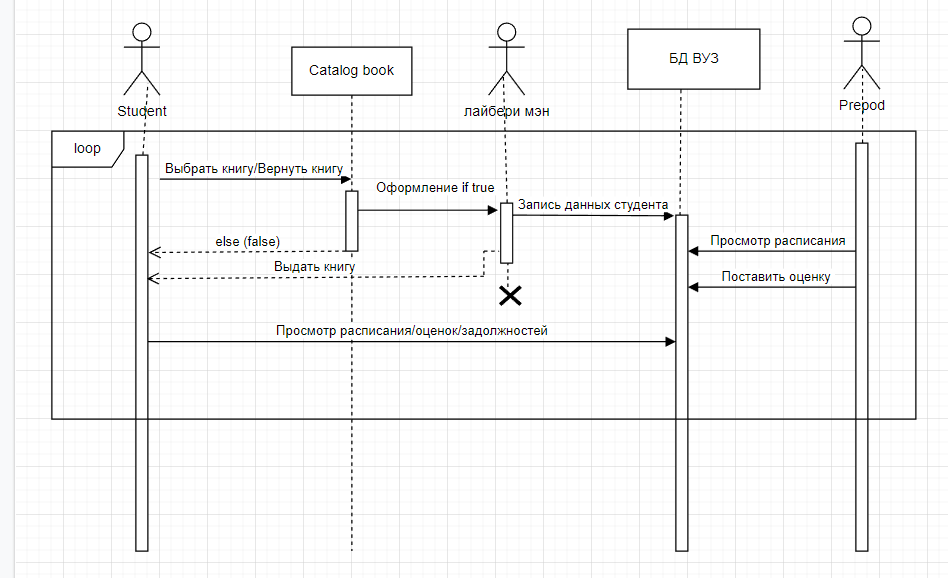 Student
Catalog book
лайбери мэн
БД ВУЗ
Prepod
loop
Выбрать книгу/Вернуть книгу
Оформление if true
Запись данных студента
else (false)
Просмотр расписания
Выдать книгу
Поставить оценку
Просмотр расписания/оценок/задолжностей